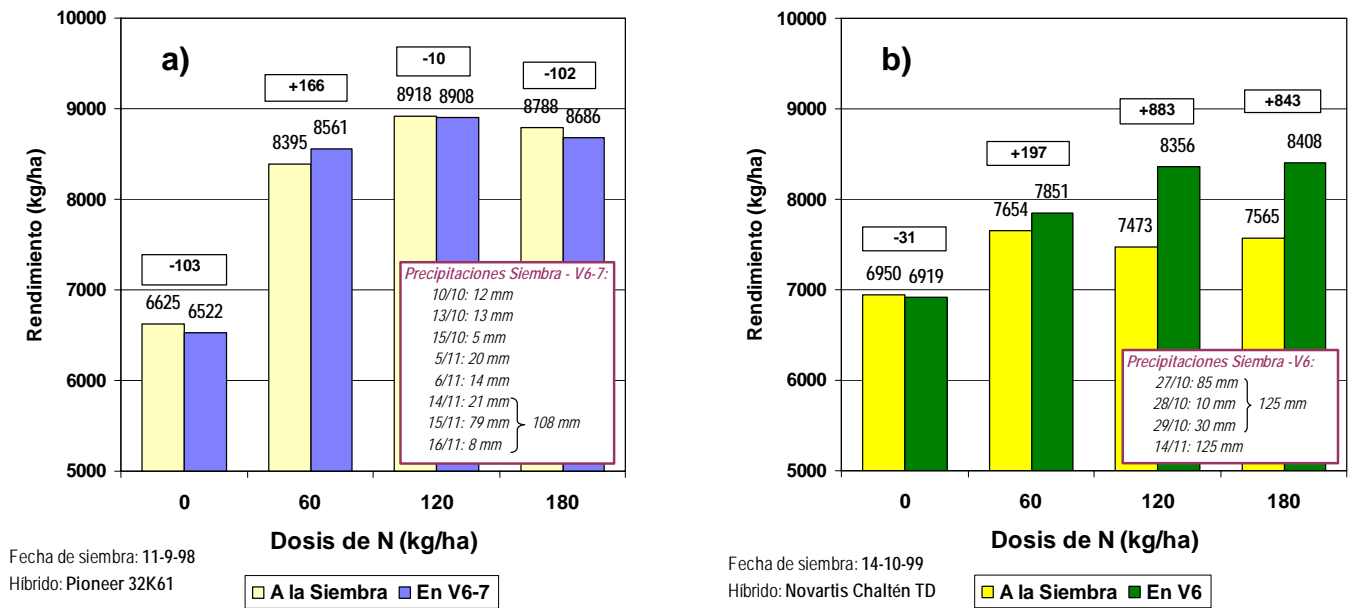 a)
10000
9000
8000
7000
6000
5000
Rendimiento (kg/ha)
-103
+166
-10
-102
6625
6522
8395
8561
8918
8908
8788
8686
Precipitaciones Siembra - V6-7:
10/10: 12 mm
13/10: 13 mm
15/10: 5 mm
5/11: 20 mm
6/11: 14 mm
14/11: 21 mm
15/11: 79 mm
108 mm
16/11: 8 mm
0
60
120
180
Dosis de N (kg/ha)
Fecha de siembra: 11-9-98
Híbrido: Pioneer 32K61
A la Siembra
En V6-7
b)
10000
9000
8000
7000
6000
5000
Rendimiento (kg/ha)
-31
+197
+883
+843
6950
6919
7654
7851
7473
8356
7565
8408
Precipitaciones Siembra -V6:
27/10: 85 mm
28/10: 10 mm
125 mm
29/10: 30 mm
14/11: 125 mm
0
60
120
180
Dosis de N (kg/ha)
Fecha de siembra: 14-10-99
Híbrido: Novartis Chaltén TD
A la Siembra
En V6